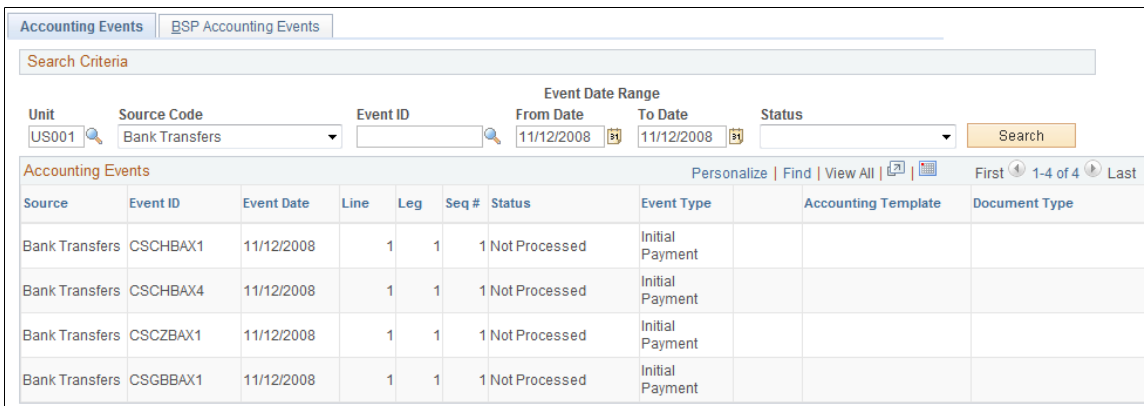 Accounting Events BSP Accounting Events
Search Criteria
Event Date Range
Unit Source Code Event ID From Date To Date Status
US001 Bank Transfers 11/12/2008 31 11/12/2008 31 Search
Accounting Events Personalize | Find | View All | | First 1-4 of 4 Last
Source Event ID Event Date Line Leg Seq # Status Event Type Accounting Template Document Type
Bank Transfers CSCHBAX1 11/12/2008 1 1 1 Not Processed Initial
Payment
Bank Transfers CSCHBAX4 11/12/2008 1 1 1 Not Processed Initial
Payment
Bank Transfers CSCZBAX1 11/12/2008 1 1 1 Not Processed Initial
Payment
Bank Transfers CSGBBAX1 11/12/2008 1 1 1 Not Processed Initial
Payment